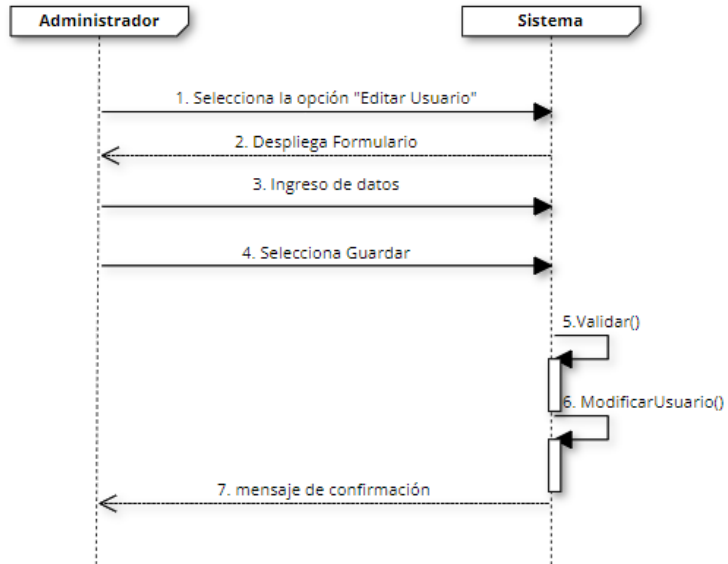 Administrador
Sistema
1. Selecciona la opción "Editar Usuario"
2. Despliega Formulario
3. Ingreso de datos
4. Selecciona Guardar
5.Validar()
6. ModificarUsuario()
7. mensaje de confirmación